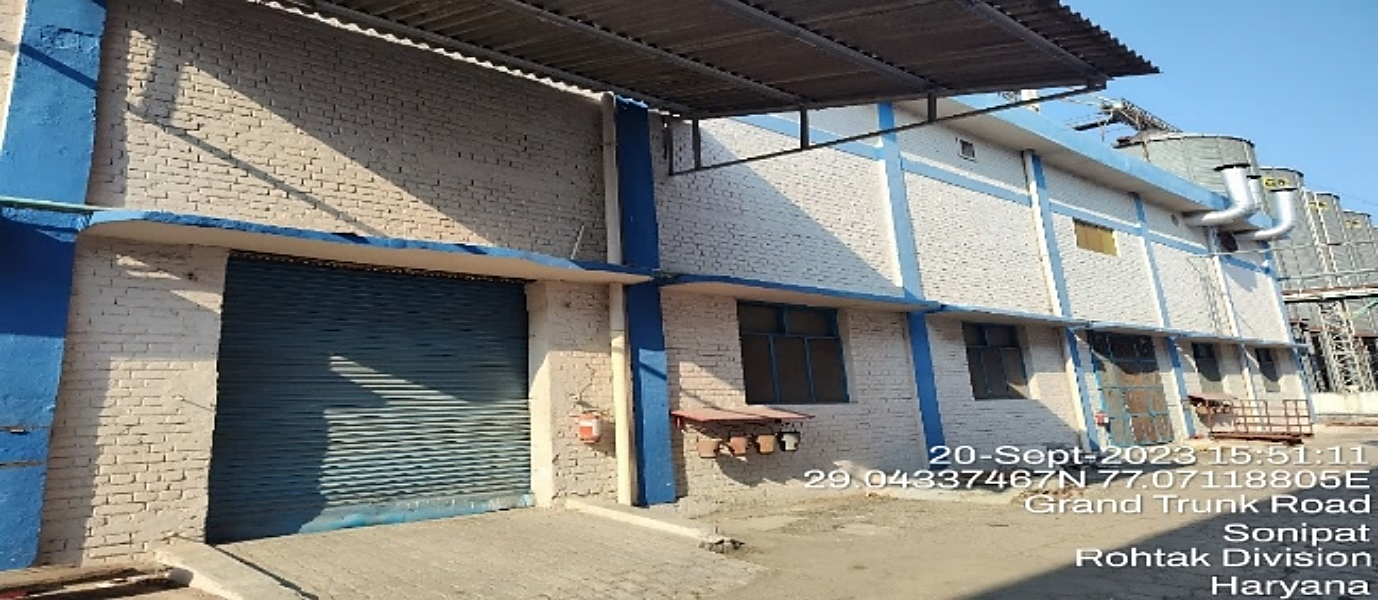 20-Sept-2023 15:51:11
29.04337467N 77.07118805E
Grand Trunk Road
Sonipat
Rohtak Division
Haryana